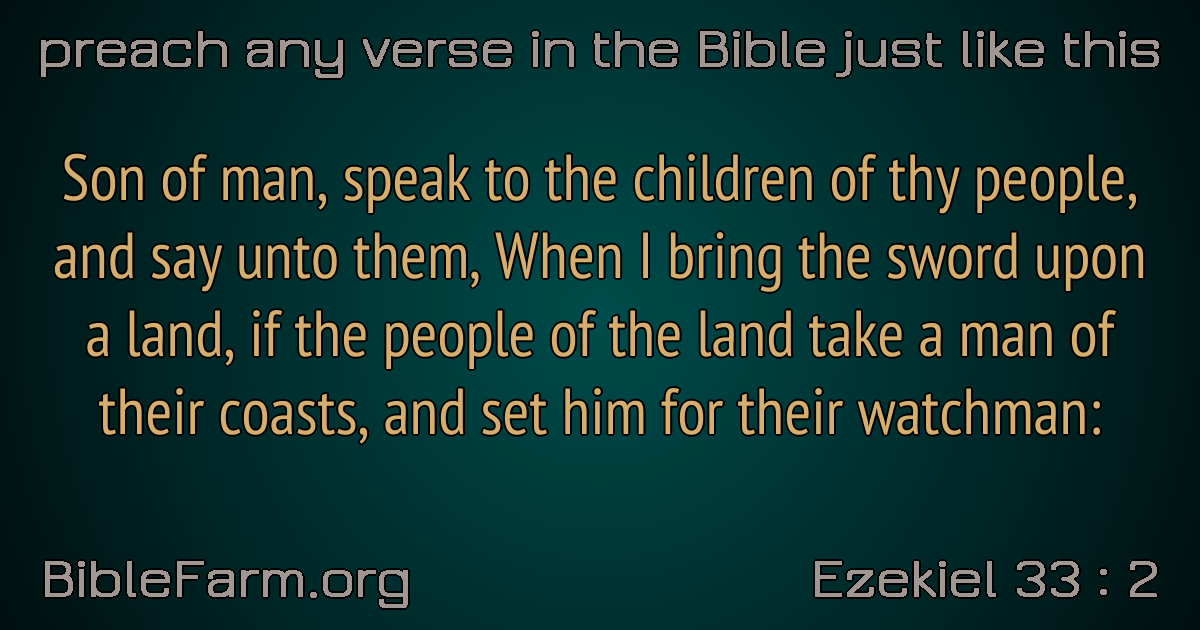 preach any verse in the Bible just like this
Son of man, speak to the children of thy people,
and say unto them, When I bring the sword upon
a land, if the people of the land take a man of
their coasts, and set him for their watchman:
BibleFarm.org
Ezekiel 33 : 2